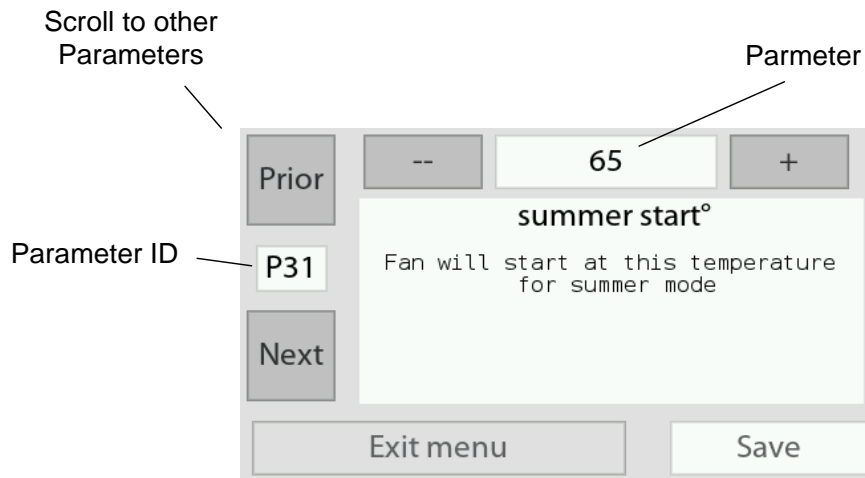 Scroll to other
Parameters
Parmeter
Prior
--
65
+
summer start°
Parameter ID
P31
Fan will start at this temperature
for summer mode
Next
Exit menu
Save